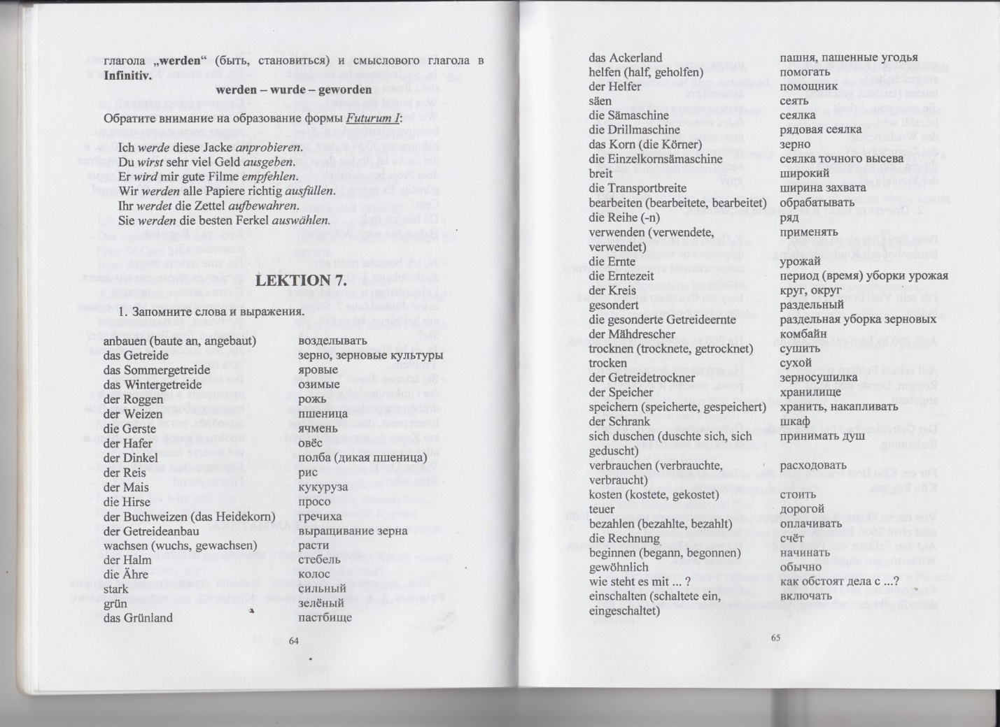 глагола „werden“ (быть, становиться) и смыслового глагола в
Infinitiv.
werden – wurde – geworden
Обратите внимание на образование формы Futurum I:
Ich werde diese Jacke anprobieren.
Du wirst sehr viel Geld ausgeben.
Er wird mir gute Filme empfehlen.
Wir werden alle Papiere richtig ausfüllen.
Ihr werdet die Zettel aufbewahren.
Sie werden die besten Ferkel auswählen.
LEKTION 7.
1. Запомните слова и выражения.
anbauen (baute an, angebaut) возделывать
das Getreide зерно, зерновые культуры
das Sommergetreide яровые
das Wintergetreide озимые
der Roggen рожь
der Weizen пшеница
die Gerste ячмень
der Hafer овёс
der Dinkel полба (дикая пшеница)
der Reis рис
der Mais кукуруза
die Hirse просо
der Buchweizen (das Heidekorn) гречиха
der Getreideanbau выращивание зерна
wachsen (wuchs, gewachsen) расти
der Halm стебель
die Ähre колос
stark сильный
grün зелёный
das Grünland пастбище
64
das Ackerland пашня, пашенные угодья
helfen (half, geholfen) помогать
der Helfer помощник
säen сеять
die Sämaschine сеялка
die Drillmaschine рядовая сеялка
das Korn (die Körner) зерно
die Einzelkornsämaschine сеялка точного высева
breit широкий
die Transportbreite ширина захвата
bearbeiten (bearbeitete, bearbeitet) обрабатывать
die Reihe (-n) ряд
verwenden (verwendete, применять
verwendet)
die Ernte урожай
die Erntezeit период (время) уборки урожая
der Kreis круг, округ
gesondert раздельный
die gesonderte Getreideernte раздельная уборка зерновых
der Mähdrescher комбайн
trocknen (trocknete, getrocknet) сушить
trocken сухой
der Getreidetrockner зерносушилка
der Speicher хранилище
speichern (speicherte, gespeichert) хранить, накапливать
der Schrank шкаф
sich duschen (duschte sich, sich принимать душ
geduscht)
verbrauchen (verbrauchte, расходовать
verbraucht)
kosten (kostete, gekostet) стоить
teuer дорогой
bezahlen (bezahlte, bezahlt) оплачивать
die Rechnung счёт
beginnen (begann, begonnen) начинать
gewöhnlich обычно
wie steht es mit ... ? как обстоят дела с ...?
einschalten (schaltete ein, включать
eingeschaltet)
65